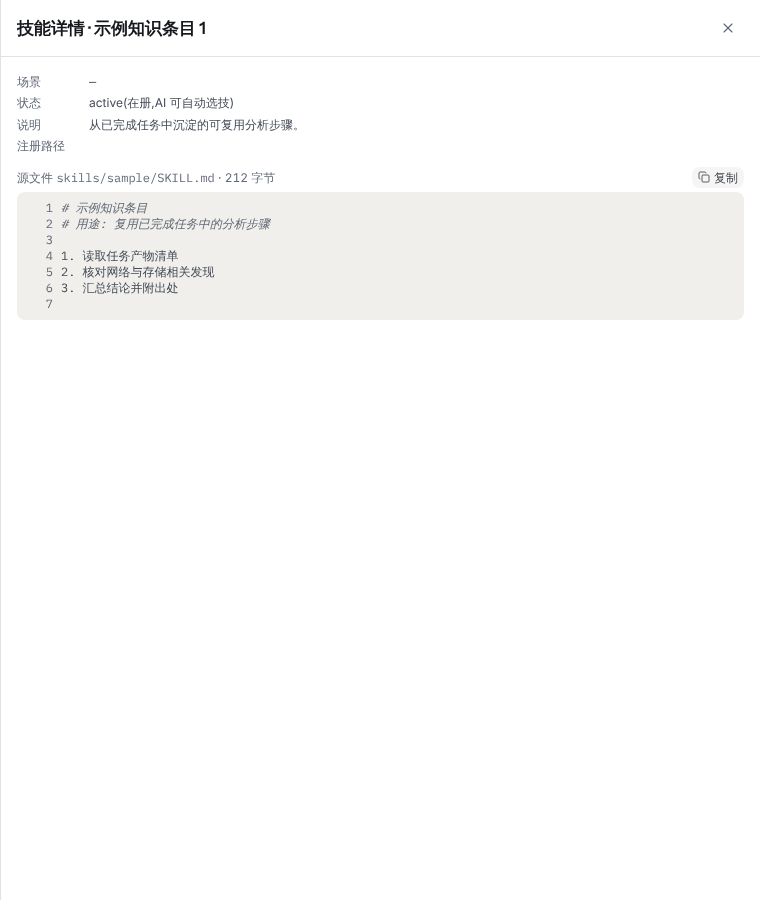 技能详情·示例知识条目 1
场景 —
状态 active(在册,AI 可自动选技)
说明 从已完成任务中沉淀的可复用分析步骤。
注册路径
源文件 skills/sample/SKILL.md · 212 字节 复制
1 # 示例知识条目
2 # 用途: 复用已完成任务中的分析步骤
3
4 1. 读取任务产物清单
5 2. 核对网络与存储相关发现
6 3. 汇总结论并附出处
7